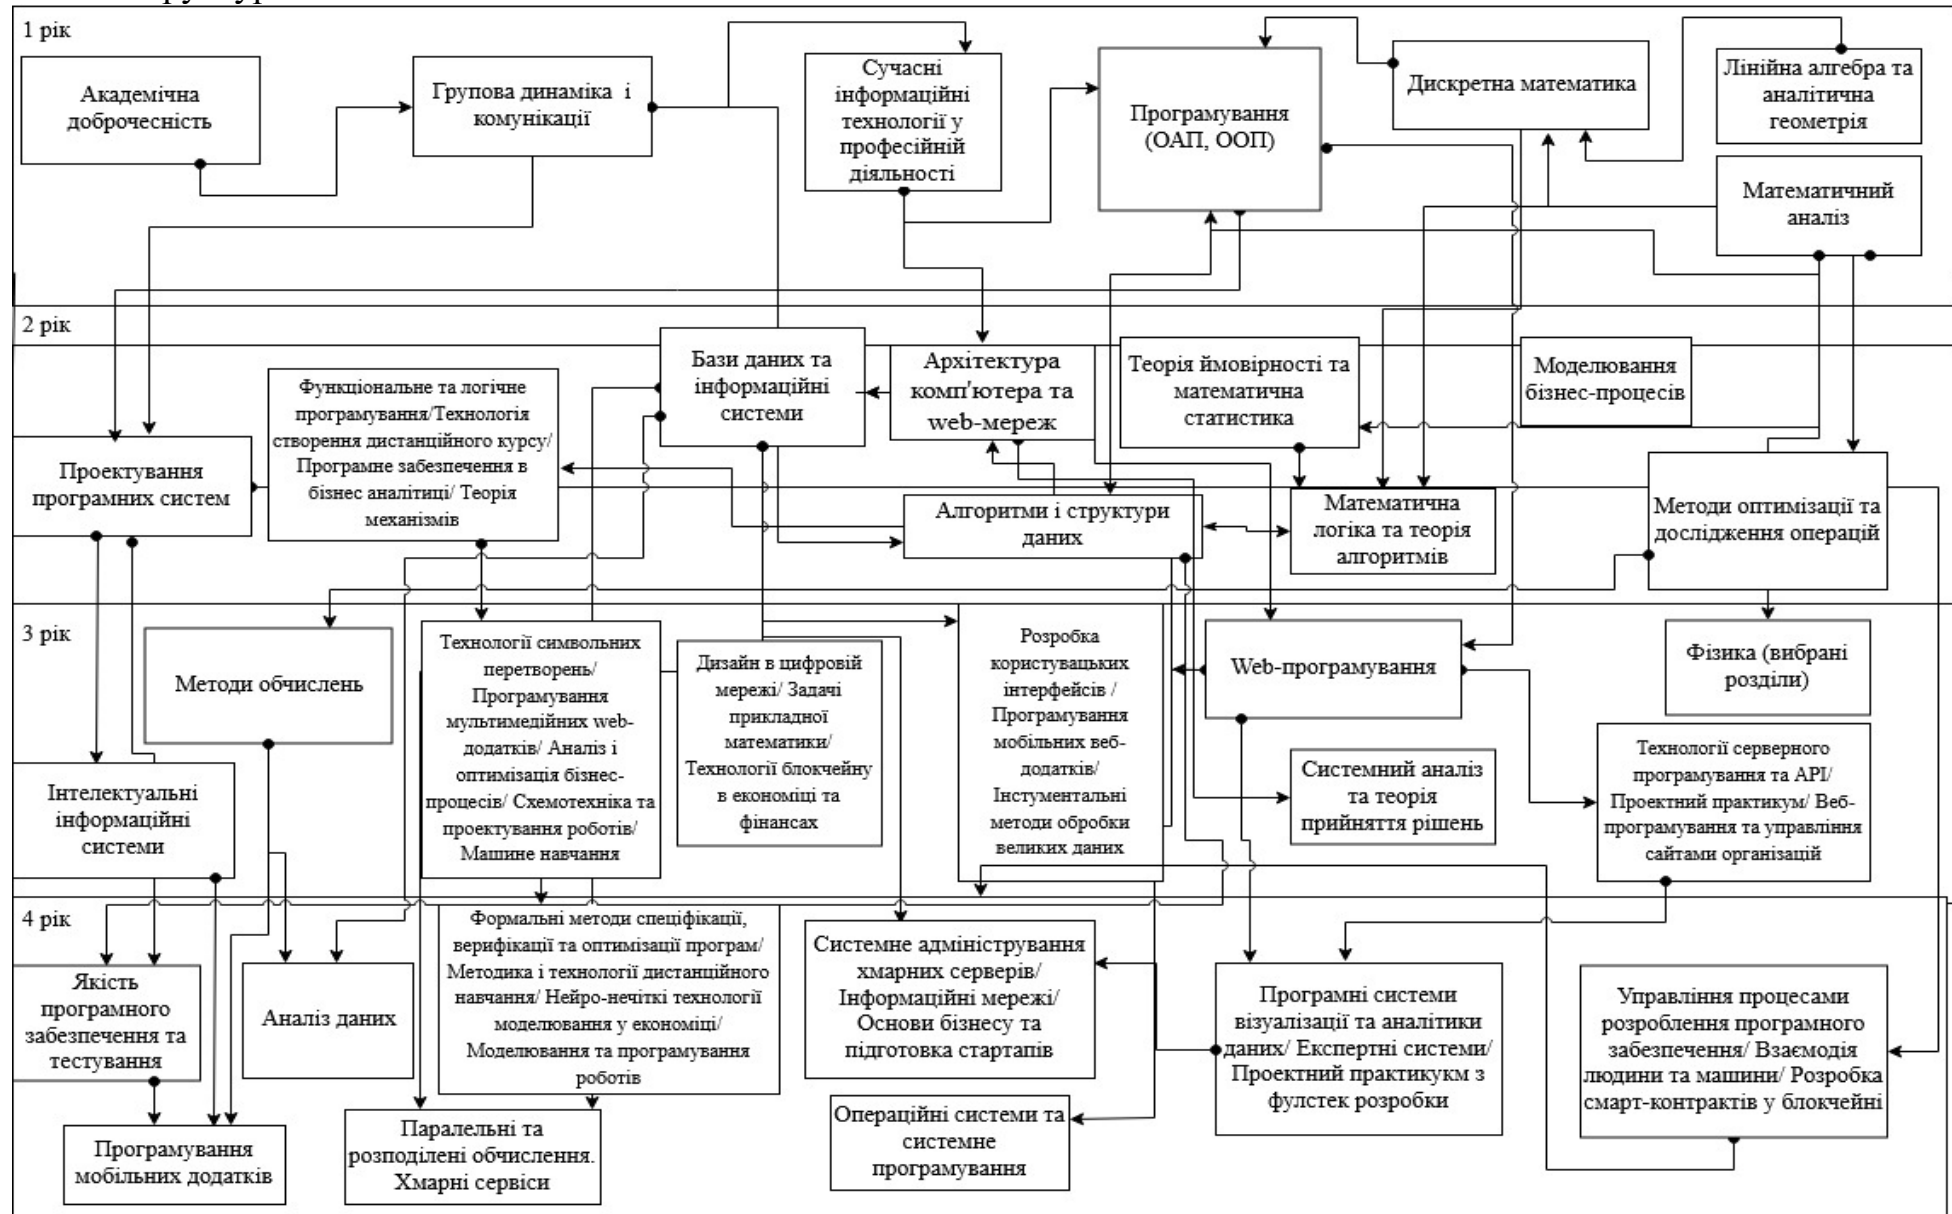 1 рік
Академічна
доброчесність
Групова динаміка і
комунікації
Сучасні
інформаційні
технології у
професійній
діяльності
Програмування
(ОАП, ООП)
Дискретна математика
Лінійна алгебра та
аналітична
геометрія
Математичний
аналіз
2 рік
Проектування
програмних систем
Функціональне та логічне
програмування/Технологія
створення дистанційного курсу/
Програмне забезпечення в
бізнес аналітиці/ Теорія
механізмів
Бази даних та
інформаційні
системи
Архітектура
комп'ютера та
web-мереж
Алгоритми і структури
даних
Теорія ймовірності та
математична
статистика
Математична
логіка та теорія
алгоритмів
Моделювання
бізнес-процесів
Методи оптимізації та
дослідження операцій
3 рік
Методи обчислень
Інтелектуальні
інформаційні
системи
Технології символьних
перетворень/
Програмування
мультимедійних web-
додатків/ Аналіз і
оптимізація бізнес-
процесів/ Схемотехніка та
проектування роботів/
Машине навчання
Дизайн в цифровій
мережі/ Задачі
прикладної
математики/
Технології блокчейну
в економіці та
фінансах
Розробка
користувацьких
інтерфейсів /
Програмування
мобільних веб-
додатків/
Інстументальні
методи обробки
великих даних
Web-програмування
Системний аналіз
та теорія
прийняття рішень
Фізика (вибрані
розділи)
Технології серверного
програмування та API/
Проектний практикум/ Веб-
програмування та управління
сайтами організацій
4 рік
Якість
програмного
забезпечення та
тестування
Програмування
мобільних додатків
Аналіз даних
Формальні методи специфікації,
верифікації та оптимізації програм/
Методика і технології дистанційного
навчання/ Нейро-нечіткі технології
моделювання у економіці/
Моделювання та програмування
роботів
Паралельні та
розподілені обчислення.
Хмарні сервіси
Системне адміністрування
хмарних серверів/
Інформаційні мережі/
Основи бізнесу та
підготовка стартапів
Операційні системи та
системне
програмування
Програмні системи
візуалізації та аналітики
даних/ Експертні системи/
Проектний практикукм з
фулстек розробки
Управління процесами
розроблення програмного
забезпечення/ Взаємодія
людини та машини/ Розробка
смарт-контрактів у блокчейні